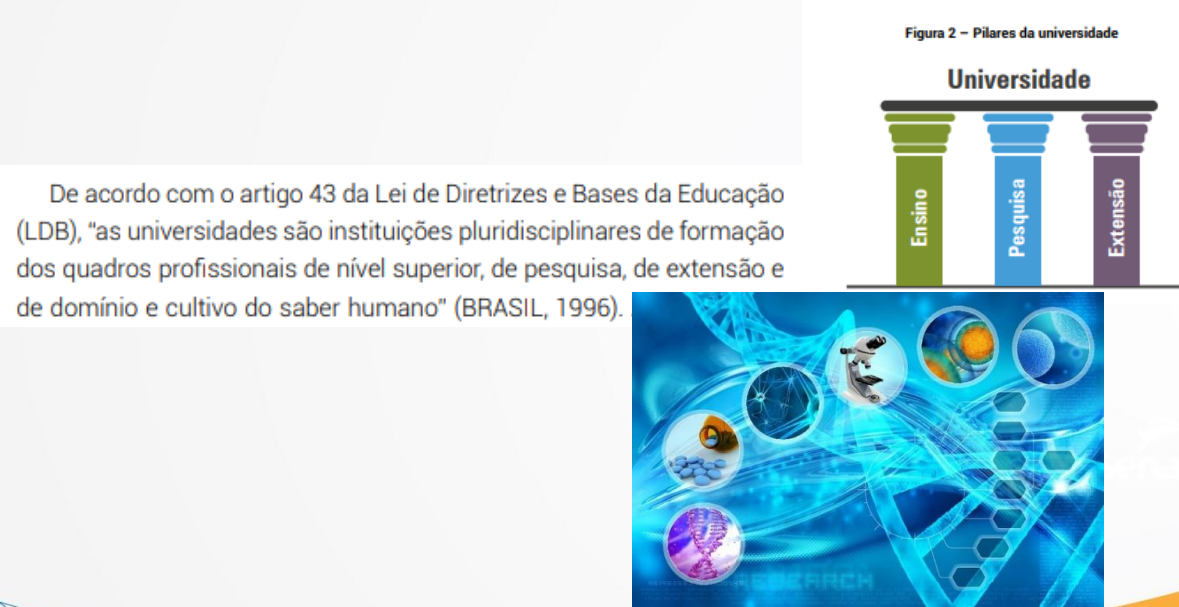 Figura 2 – Pilares da universidade
Universidade
Ensino
Pesquisa
Extensão
De acordo com o artigo 43 da Lei de Diretrizes e Bases da Educação
(LDB), “as universidades são instituições pluridisciplinares de formação
dos quadros profissionais de nível superior, de pesquisa, de extensão e
de domínio e cultivo do saber humano” (BRASIL, 1996).
RESEARCH